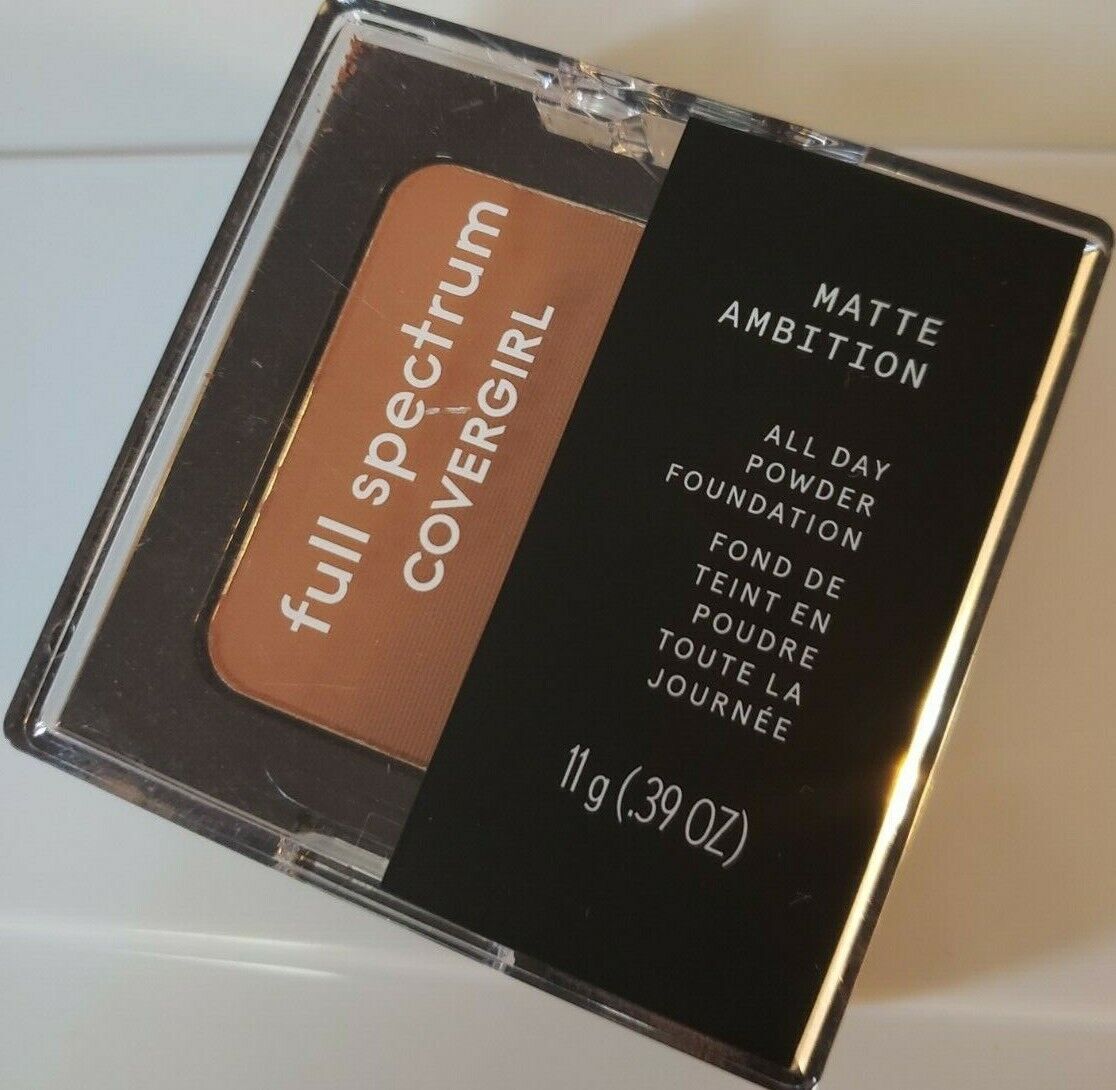 full spectrum
COVERGIRL
MATTE
AMBITION
ALL DAY
POWDER
FOUNDATION
FOND DE
TEINT EN
POUDRE
TOUTE LA
JOURNÉE
11 g (.39 OZ)